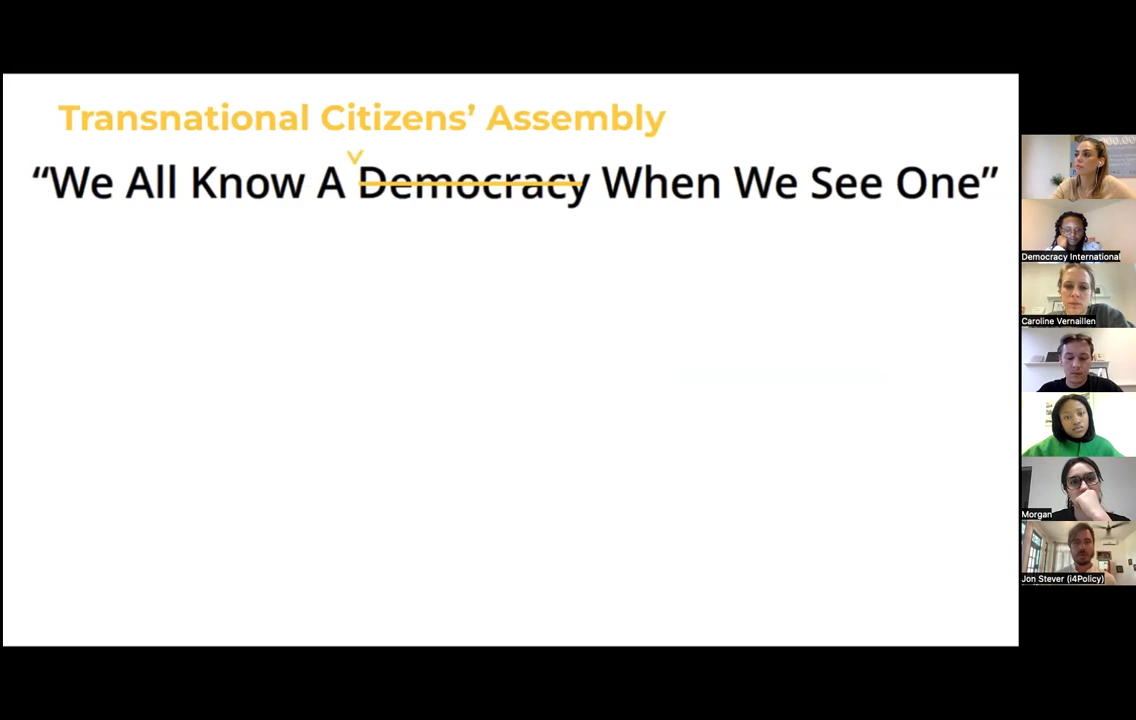 Transnational Citizens’ Assembly
“We All Know A Democracy When We See One”
Democracy International
Caroline Vernaillen
Morgan
Jon Stever (i4Policy)